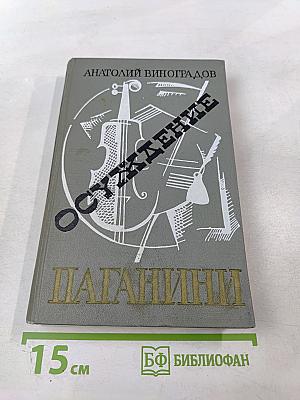 АНАТОЛИЙ ВИНОГРАДОВ
ОСУЖДЕНИЕ
ПАГАНИНИ
15 см
БФ БИБЛИОФАН